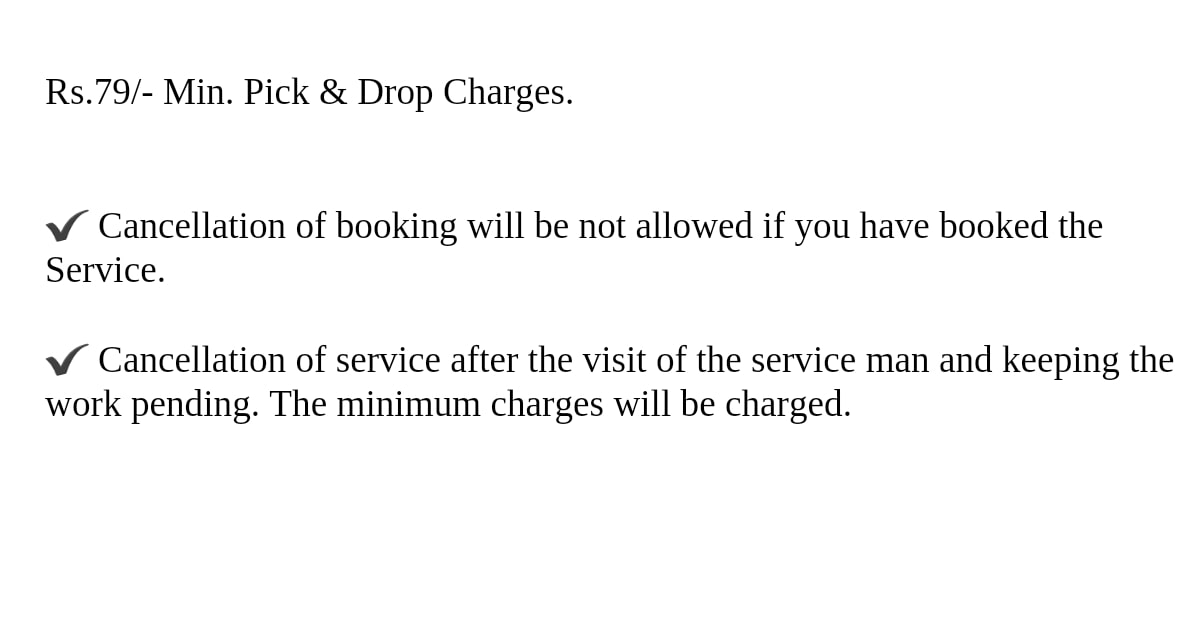 Rs.79/- Min. Pick & Drop Charges.
✔ Cancellation of booking will be not allowed if you have booked the
Service.
✔ Cancellation of service after the visit of the service man and keeping the
work pending. The minimum charges will be charged.